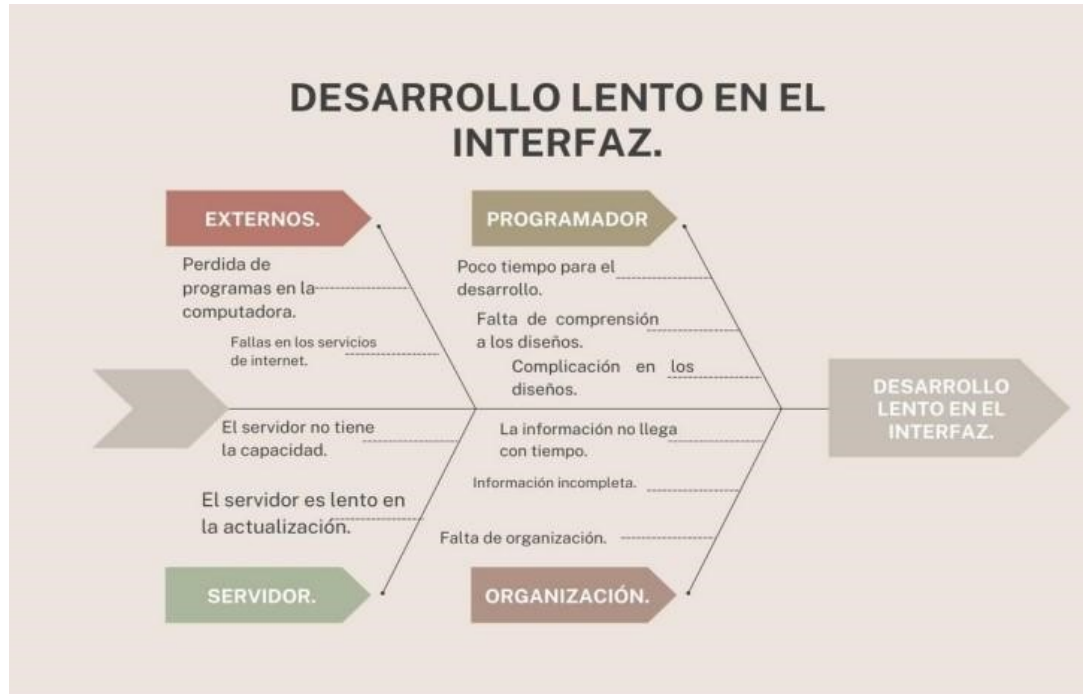 DESARROLLO LENTO EN EL
INTERFAZ.
EXTERNOS.
Perdida de
programas en la
computadora.
Fallas en los servicios
de internet.
PROGRAMADOR
Poco tiempo para el
desarrollo.
Falta de comprensión
a los diseños.
Complicación en los
diseños.
DESARROLLO
LENTO EN EL
INTERFAZ.
El servidor no tiene
la capacidad.
El servidor es lento en
la actualización.
SERVIDOR.
La información no llega
con tiempo.
Información incompleta.
Falta de organización.
ORGANIZACIÓN.